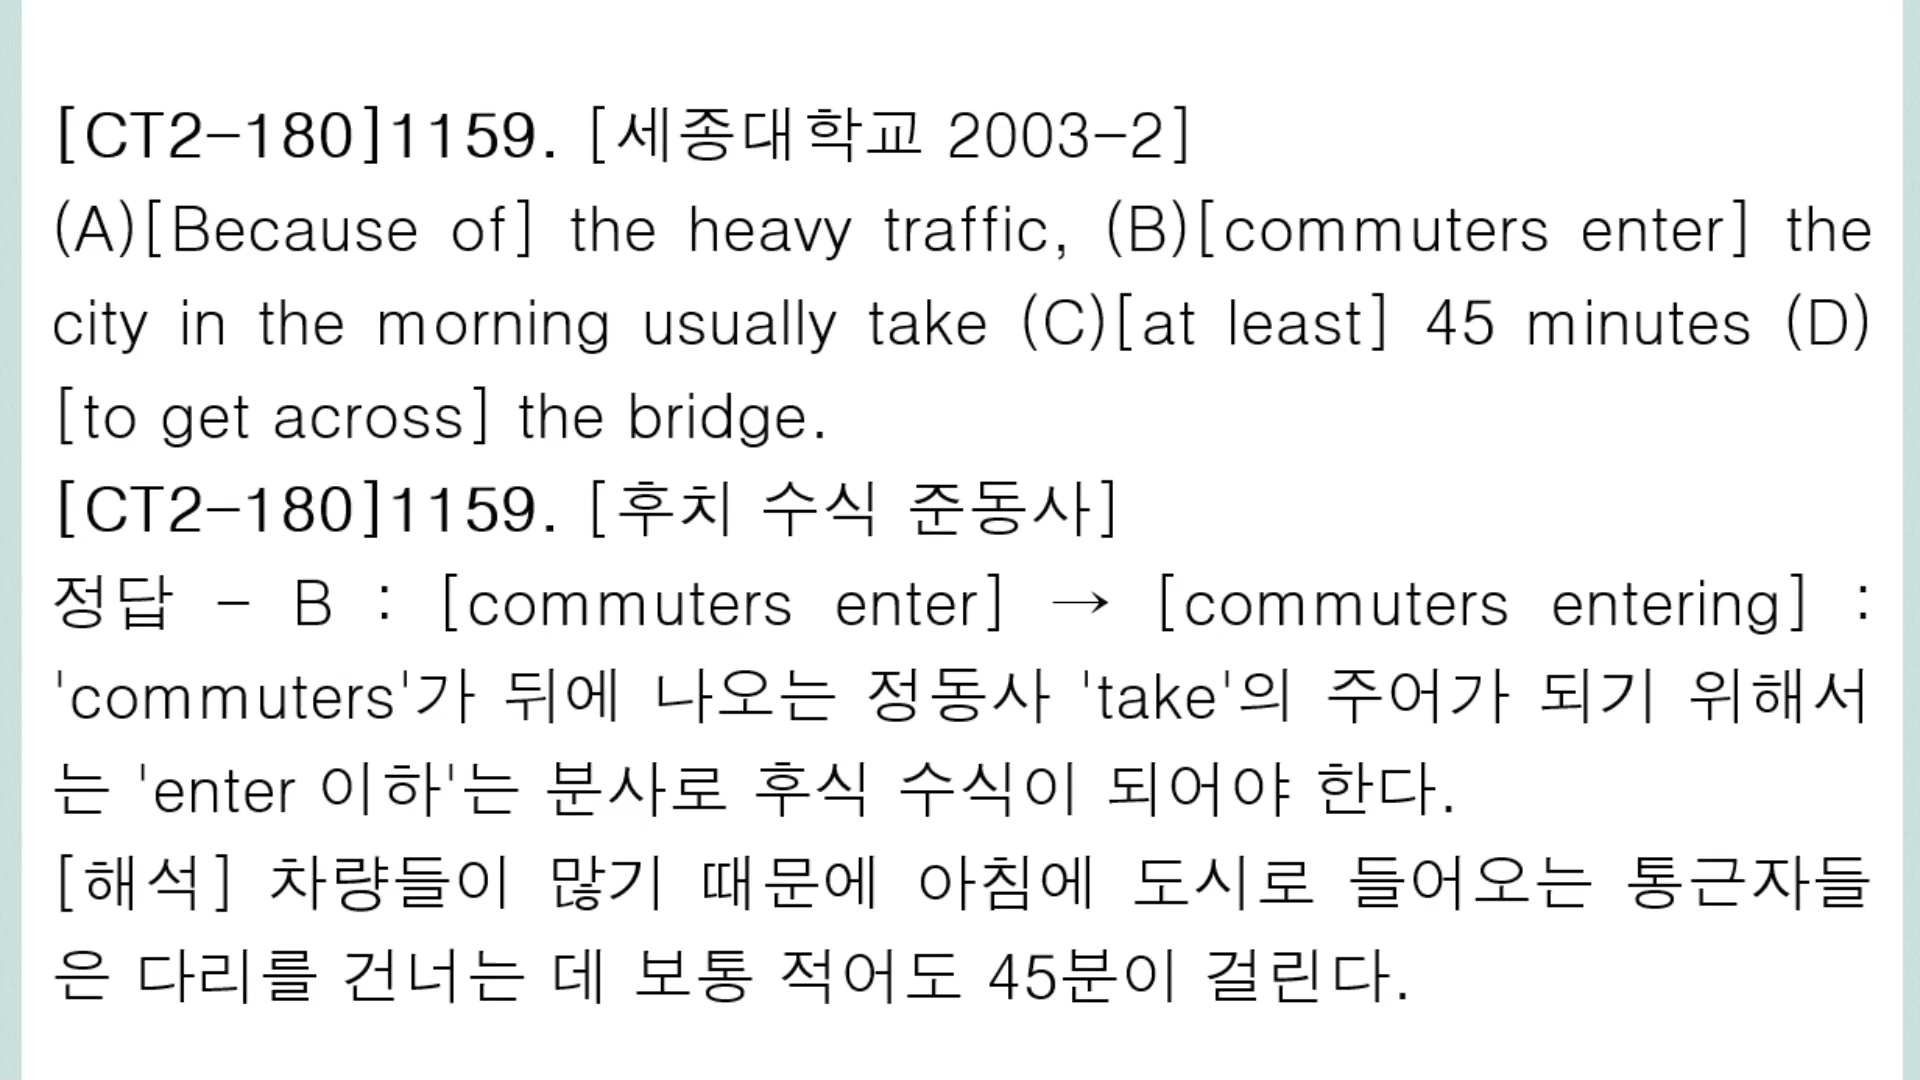 [CT2-180]1159. [세종대학교 2003-2]
(A)[Because of] the heavy traffic, (B)[commuters enter] the
city in the morning usually take (C)[at least] 45 minutes (D)
[to get across] the bridge.
[CT2-180]1159. [후치 수식 준동사]
정답 - B : [commuters enter] → [commuters entering] :
'commuters'가 뒤에 나오는 정동사 'take'의 주어가 되기 위해서
는 'enter 이하'는 분사로 후식 수식이 되어야 한다.
[해석] 차량들이 많기 때문에 아침에 도시로 들어오는 통근자들
은 다리를 건너는 데 보통 적어도 45분이 걸린다.